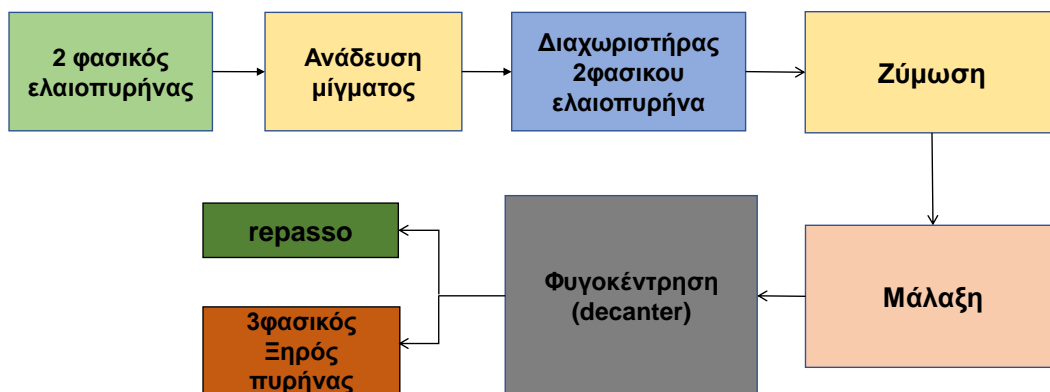 2 φασικός
ελαιοπυρήνας
Ανάδευση
μίγματος
Διαχωριστήρας
2φασικου
ελαιοπυρήνα
Ζύμωση
Μάλαξη
Φυγοκέντρηση
(decanter)
repasso
3φασικός
Ξηρός
πυρήνας